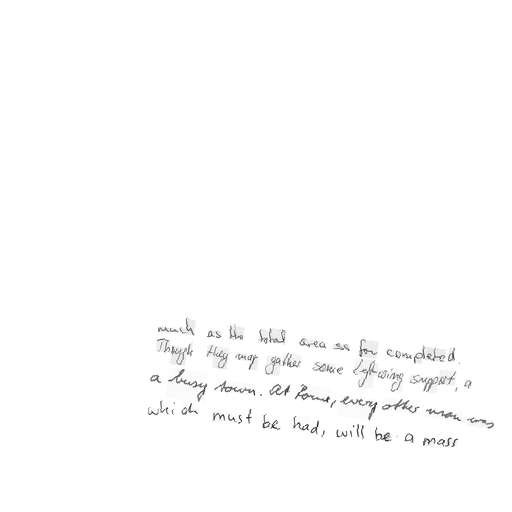 much as the total area so far completed.
Though they may gather some Left-wing support, a
a busy town. At Rome, every other man was
which must be had, will be a mass